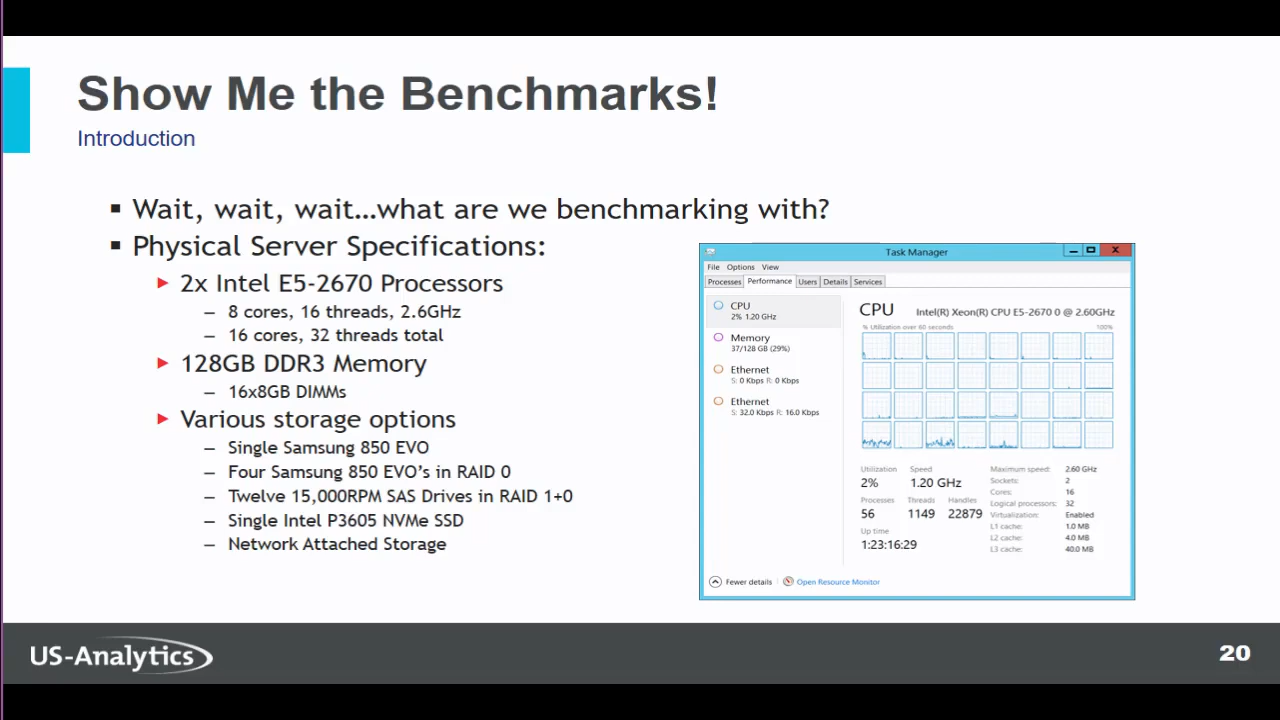 Show Me the Benchmarks!
Introduction
▪ Wait, wait, wait…what are we benchmarking with?
▪ Physical Server Specifications:
► 2x Intel E5-2670 Processors
– 8 cores, 16 threads, 2.6GHz
– 16 cores, 32 threads total
► 128GB DDR3 Memory
– 16x8GB DIMMs
► Various storage options
– Single Samsung 850 EVO
– Four Samsung 850 EVO's in RAID 0
– Twelve 15,000RPM SAS Drives in RAID 1+0
– Single Intel P3605 NVMe SSD
– Network Attached Storage
Task Manager
File Options View
Processes Performance Users Details Services
CPU
2% 1.20 GHz
Memory
37/128 GB (29%)
Ethernet
S: 0 Kbps R: 0 Kbps
Ethernet
S: 32.0 Kbps R: 16.0 Kbps
CPU Intel(R) Xeon(R) CPU E5-2670 0 @ 2.60GHz
% Utilization over 60 seconds 100%
Utilization Speed
2% 1.20 GHz
Processes Threads Handles
56 1149 22879
Up time
1:23:16:29
Maximum speed: 2.60 GHz
Sockets: 2
Cores: 16
Logical processors: 32
Virtualization: Enabled
L1 cache: 1.0 MB
L2 cache: 4.0 MB
L3 cache: 40.0 MB
Fewer details Open Resource Monitor
US-Analytics
20